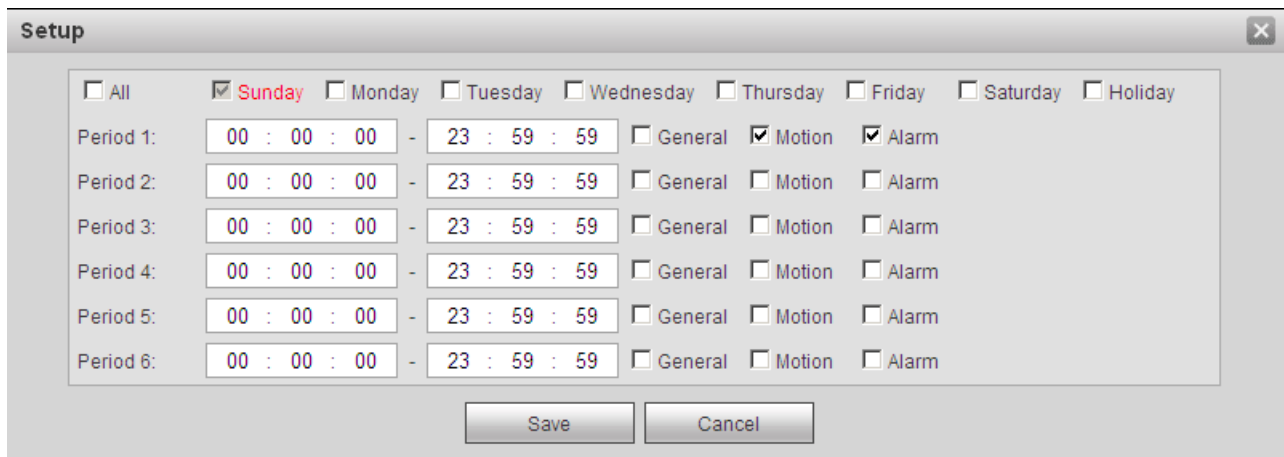 Setup
All Sunday Monday Tuesday Wednesday Thursday Friday Saturday Holiday
Period 1: 00 : 00 : 00 - 23 : 59 : 59 General Motion Alarm
Period 2: 00 : 00 : 00 - 23 : 59 : 59 General Motion Alarm
Period 3: 00 : 00 : 00 - 23 : 59 : 59 General Motion Alarm
Period 4: 00 : 00 : 00 - 23 : 59 : 59 General Motion Alarm
Period 5: 00 : 00 : 00 - 23 : 59 : 59 General Motion Alarm
Period 6: 00 : 00 : 00 - 23 : 59 : 59 General Motion Alarm
Save Cancel